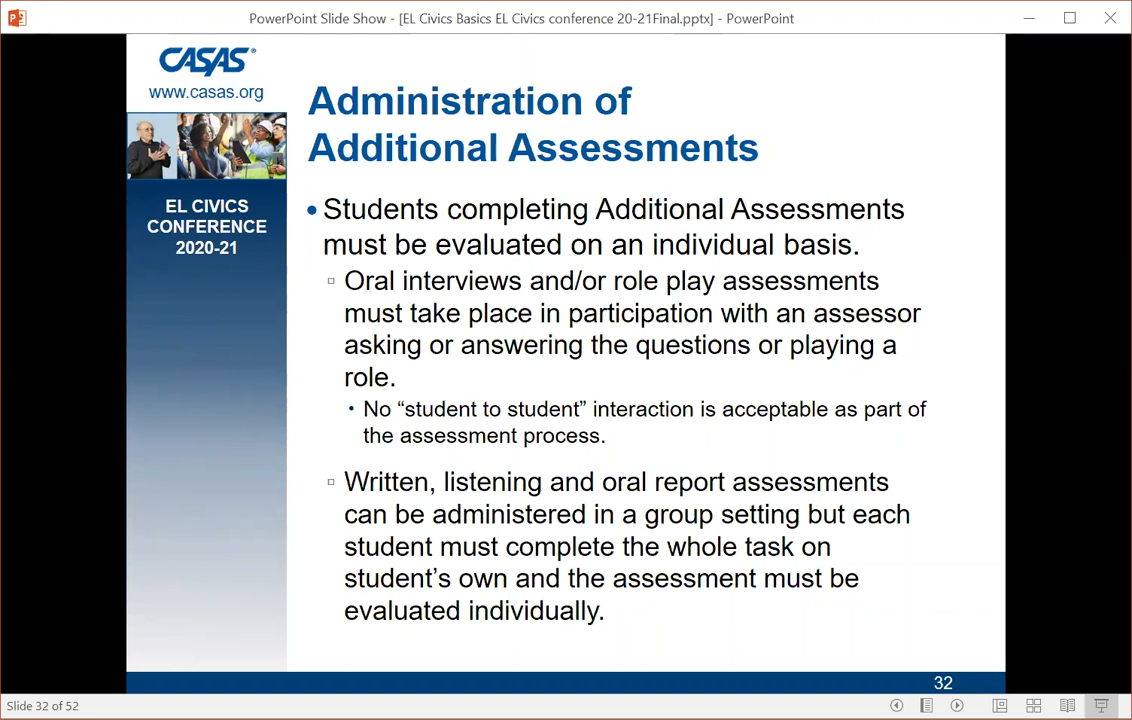 PowerPoint Slide Show - [EL Civics Basics EL Civics conference 20-21Final.pptx] - PowerPoint
CASAS®
www.casas.org
EL CIVICS
CONFERENCE
2020-21
Administration of
Additional Assessments
• Students completing Additional Assessments
must be evaluated on an individual basis.
▫ Oral interviews and/or role play assessments
must take place in participation with an assessor
asking or answering the questions or playing a
role.
• No “student to student” interaction is acceptable as part of
the assessment process.
▫ Written, listening and oral report assessments
can be administered in a group setting but each
student must complete the whole task on
student’s own and the assessment must be
evaluated individually.
32
Slide 32 of 52